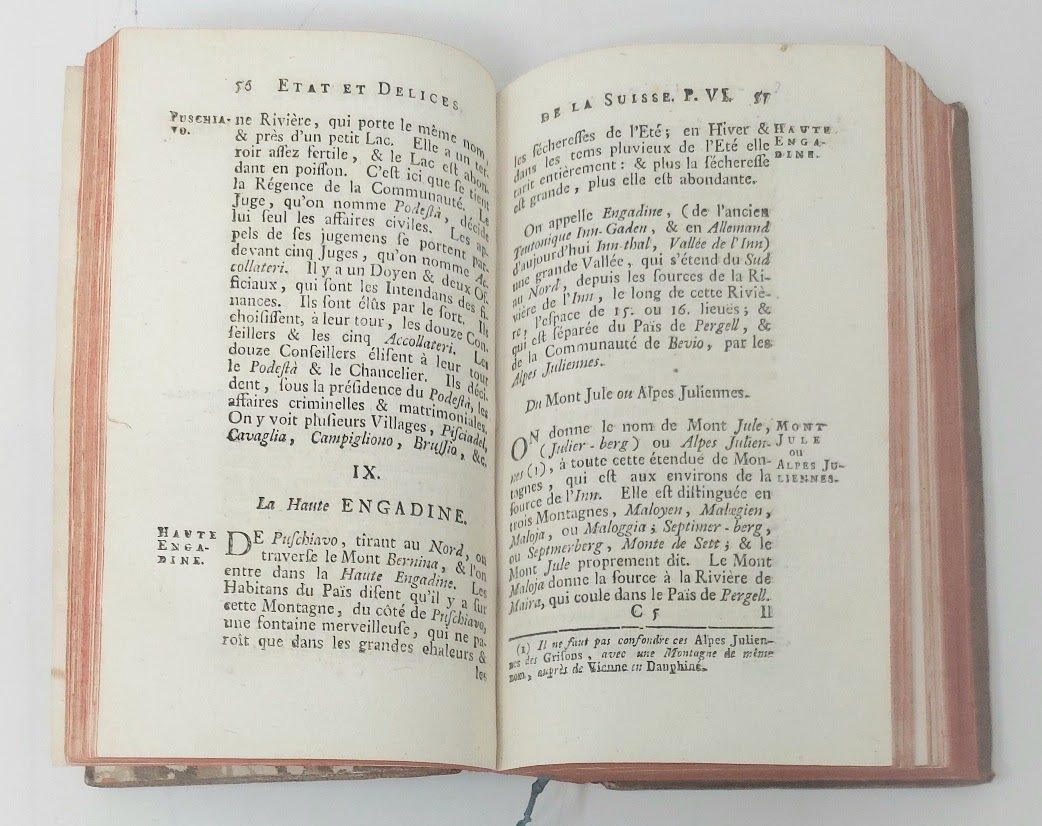 56 ETAT ET DELICES
PUSCHIA-
VO.
ne Rivière, qui porte le même nom,
& près d'un petit Lac. Elle a un ter-
roir aſſez fertile, & le Lac eſt abon-
dant en poiſſon. C'eſt ici que ſe tient
la Régence de la Communauté. Le
Juge, qu'on nomme Podeſtà, décide
lui ſeul les affaires civiles. Les ap-
pels de ſes jugemens ſe portent par-
devant cinq Juges, qu'on nomme Ac-
collateri. Il y a un Doyen & deux Of-
ficiaux, qui ſont les Intendans des fi-
nances. Ils ſont élûs par le ſort. Ils
choiſiſſent, à leur tour, les douze Con-
ſeillers & les cinq Accollateri. Les
douze Conſeillers éliſent à leur tour
le Podeſtà & le Chancelier. Ils déci-
dent, ſous la préſidence du Podeſtà, les
affaires criminelles & matrimoniales.
On y voit pluſieurs Villages, Piſciadel,
Cavaglia, Campigliono, Bruſſio, &c.
IX.
La Haute ENGADINE.
HAUTE
ENGA-
DINE.
DE Puſchiavo, tirant au Nord, on
traverſe le Mont Bernina, & l'on
entre dans la Haute Engadine. Les
Habitans du Païs diſent qu'il y a ſur
cette Montagne, du côté de Puſchiavo,
une fontaine merveilleuſe, qui ne pa-
roît que dans les grandes chaleurs &
les
DE LA SUISSE. P. VI. 57
les ſéchereſſes de l'Eté; en Hiver &
dans les tems pluvieux de l'Eté elle
tarit entièrement: & plus la ſéchereſſe
eſt grande, plus elle eſt abondante.
HAUTE
ENGA-
DINE.
On appelle Engadine, (de l'ancien
Teutonique Inn-Gaden, & en Allemand
d'aujourd'hui Inn-thal, Vallée de l'Inn)
une grande Vallée, qui s'étend du Sud
au Nord, depuis les ſources de la Ri-
vière de l'Inn, le long de cette Riviè-
re, l'eſpace de 15. ou 16. lieuës; &
qui eſt ſéparée du Païs de Pergell, &
de la Communauté de Bevio, par les
Alpes Juliennes.
Du Mont Jule ou Alpes Juliennes.
ON donne le nom de Mont Jule,
(Julier-berg) ou Alpes Julien-
nes (1), à toute cette étendue de Mon-
tagnes, qui eſt aux environs de la
ſource de l'Inn. Elle eſt diſtinguée en
trois Montagnes, Maloyen, Malægien,
Maloja, ou Maloggia; Septimer-berg,
ou Septmerberg, Monte de Sett; & le
Mont Jule proprement dit. Le Mont
Maloja donne la ſource à la Rivière de
Maira, qui coule dans le Païs de Pergell.
MONT
JULE
ou
ALPES JU-
LIENNES.
C 5 Il
(1) Il ne faut pas confondre ces Alpes Julien-
nes des Griſons, avec une Montagne de même
nom, auprès de Vienne en Dauphiné.